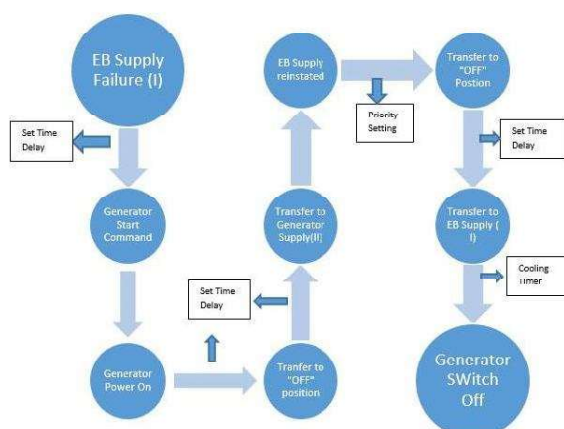 EB Supply
Failure (I)
Set Time
Delay
Generator
Start
Command
Generator
Power On
Set Time
Delay
Tranfer to
"OFF"
position
Transfer to
Generator
Supply(II)
EB Supply
reinstated
Priority
Setting
Transfer to
"OFF"
Postion
Set Time
Delay
Transfer to
EB Supply (
I)
Cooling
Timer
Generator
SWitch
Off